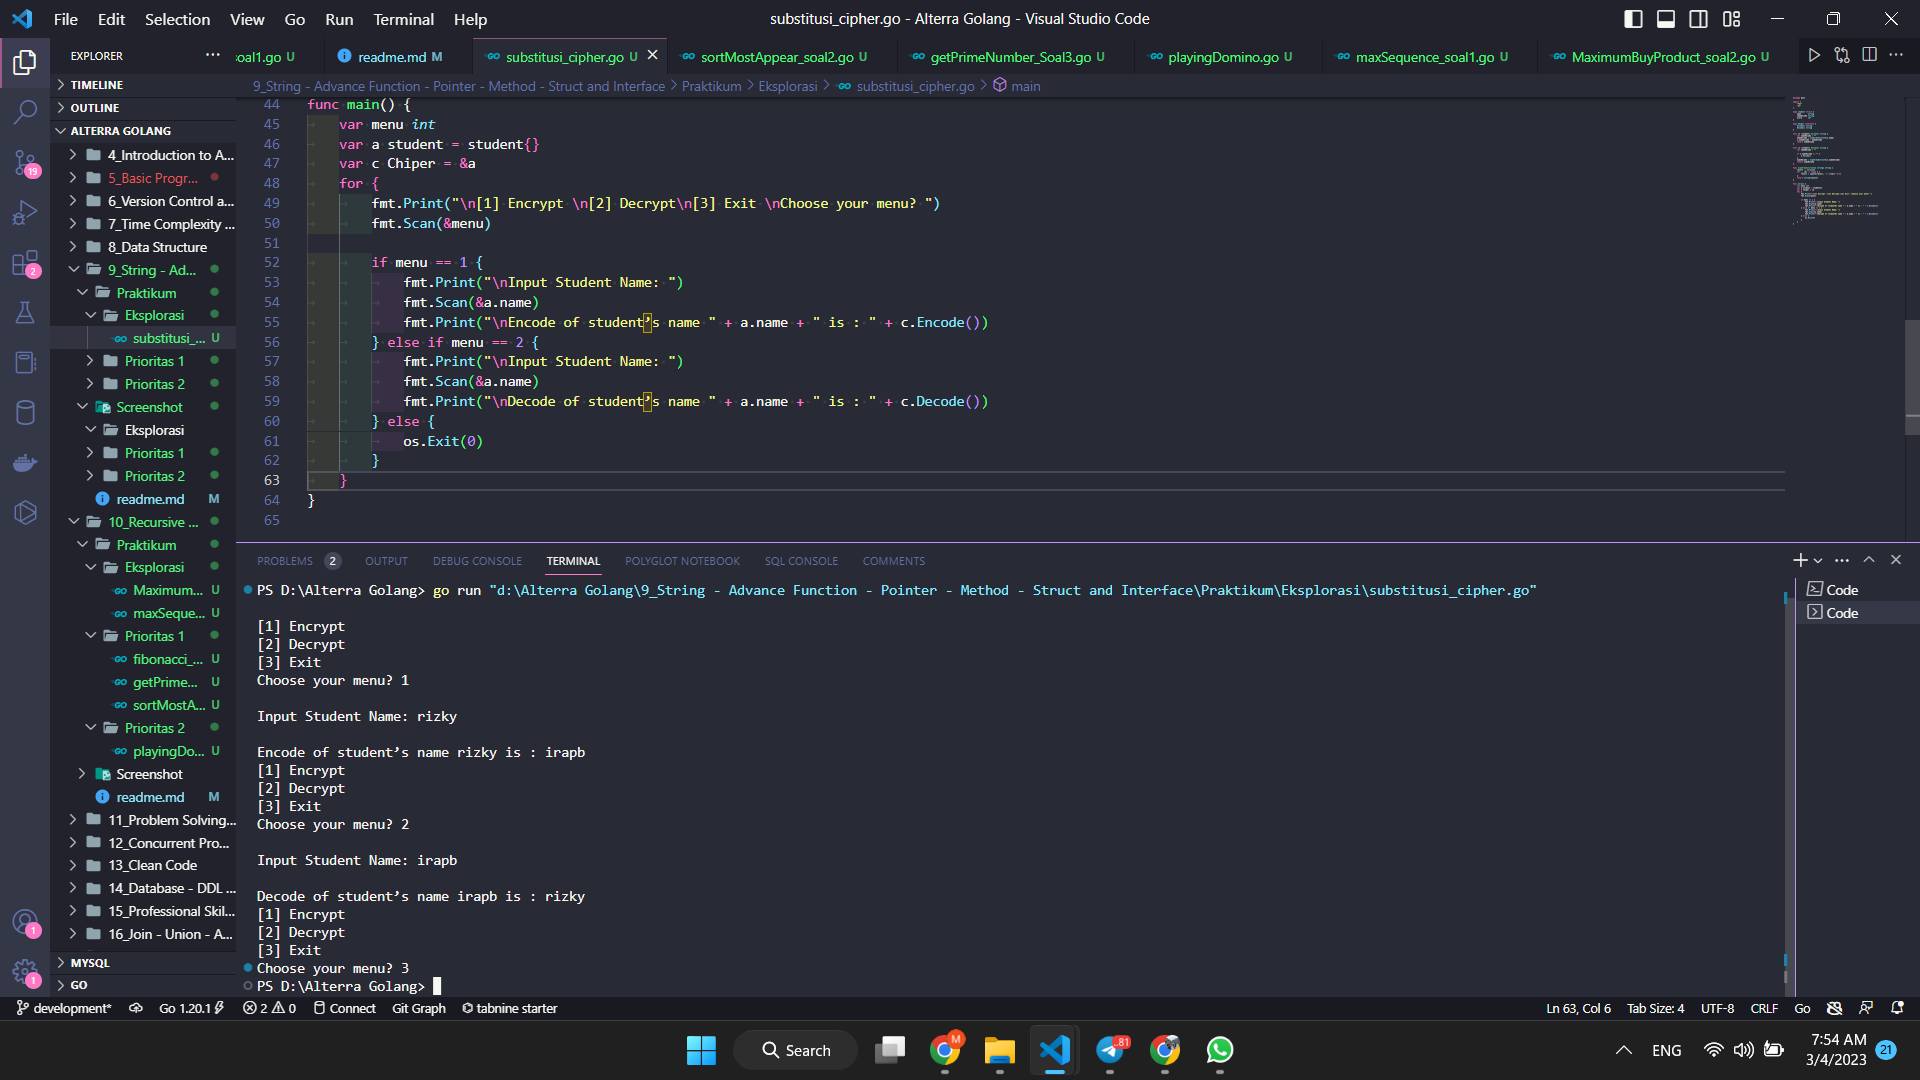 File Edit Selection View Go Run Terminal Help
substitusi_cipher.go - Alterra Golang - Visual Studio Code
EXPLORER
soal1.go U
readme.md M
substitusi_cipher.go U
sortMostAppear_soal2.go U
getPrimeNumber_Soal3.go U
playingDomino.go U
maxSequence_soal1.go U
MaximumBuyProduct_soal2.go U
9_String - Advance Function - Pointer - Method - Struct and Interface > Praktikum > Eksplorasi > substitusi_cipher.go > main
TIMELINE
OUTLINE
ALTERRA GOLANG
4_Introduction to A...
5_Basic Progr...
6_Version Control a...
7_Time Complexity ...
8_Data Structure
9_String - Ad...
Praktikum
Eksplorasi
substitusi_... U
Prioritas 1
Prioritas 2
Screenshot
Eksplorasi
Prioritas 1
Prioritas 2
readme.md M
10_Recursive ...
Praktikum
Eksplorasi
Maximum... U
maxSeque... U
Prioritas 1
fibonacci_... U
getPrime... U
sortMostA... U
Prioritas 2
playingDo... U
Screenshot
readme.md M
11_Problem Solving...
12_Concurrent Pro...
13_Clean Code
14_Database - DDL ...
15_Professional Skil...
16_Join - Union - A...
MYSQL
GO
19
2
1
1
44 func main() {
45 var menu int
46 var a student = student{}
47 var c Chiper = &a
48 for {
49 fmt.Print("\n[1] Encrypt \n[2] Decrypt\n[3] Exit \nChoose your menu? ")
50 fmt.Scan(&menu)
51
52 if menu == 1 {
53 fmt.Print("\nInput Student Name: ")
54 fmt.Scan(&a.name)
55 fmt.Print("\nEncode of student’s name " + a.name + " is : " + c.Encode())
56 } else if menu == 2 {
57 fmt.Print("\nInput Student Name: ")
58 fmt.Scan(&a.name)
59 fmt.Print("\nDecode of student’s name " + a.name + " is : " + c.Decode())
60 } else {
61 os.Exit(0)
62 }
63 }
64 }
65
PROBLEMS 2 OUTPUT DEBUG CONSOLE TERMINAL POLYGLOT NOTEBOOK SQL CONSOLE COMMENTS
PS D:\Alterra Golang> go run "d:\Alterra Golang\9_String - Advance Function - Pointer - Method - Struct and Interface\Praktikum\Eksplorasi\substitusi_cipher.go"
[1] Encrypt
[2] Decrypt
[3] Exit
Choose your menu? 1
Input Student Name: rizky
Encode of student’s name rizky is : irapb
[1] Encrypt
[2] Decrypt
[3] Exit
Choose your menu? 2
Input Student Name: irapb
Decode of student’s name irapb is : rizky
[1] Encrypt
[2] Decrypt
[3] Exit
Choose your menu? 3
PS D:\Alterra Golang>
Code
Code
development* Go 1.20.1 2 0 Connect Git Graph tabnine starter
Ln 63, Col 6 Tab Size: 4 UTF-8 CRLF Go
Search
M
81
ENG
7:54 AM
3/4/2023
21